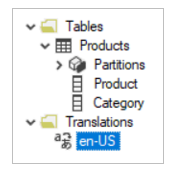 Tables
Products
Partitions
Product
Category
Translations
en-US